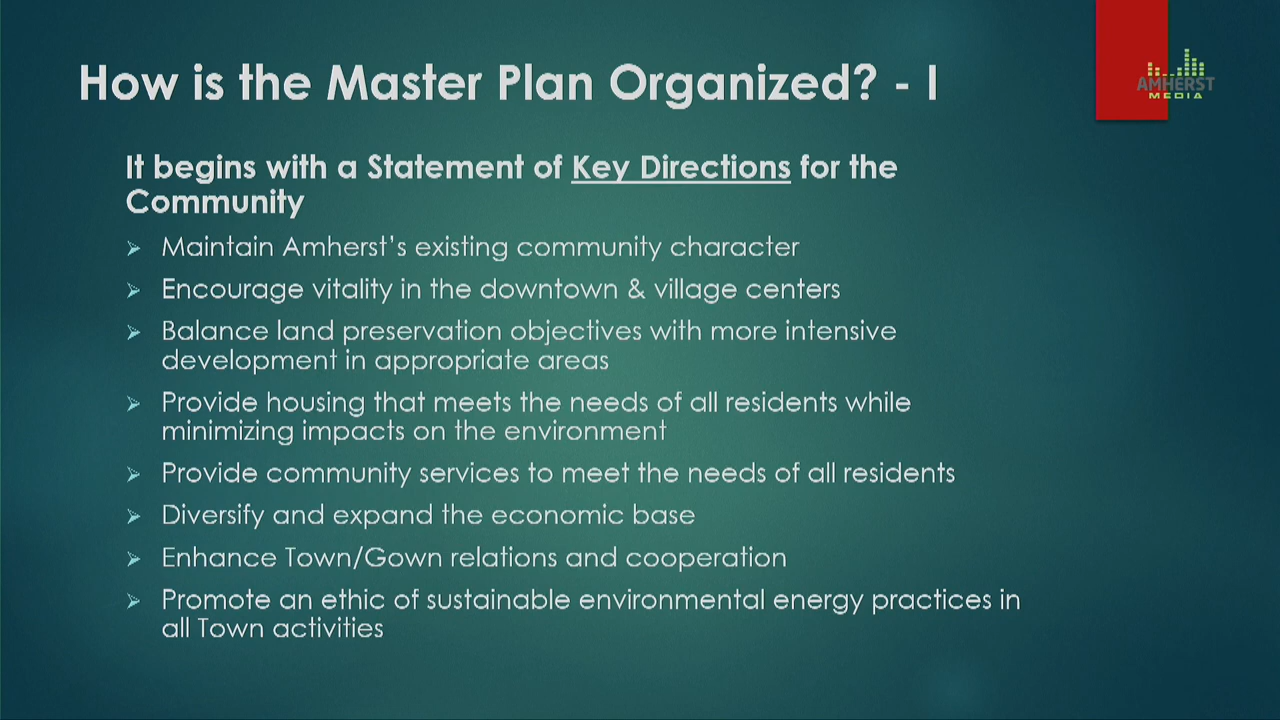 How is the Master Plan Organized? - I
AMHERST
MEDIA
It begins with a Statement of Key Directions for the
Community
Maintain Amherst's existing community character
Encourage vitality in the downtown & village centers
Balance land preservation objectives with more intensive
development in appropriate areas
Provide housing that meets the needs of all residents while
minimizing impacts on the environment
Provide community services to meet the needs of all residents
Diversify and expand the economic base
Enhance Town/Gown relations and cooperation
Promote an ethic of sustainable environmental energy practices in
all Town activities